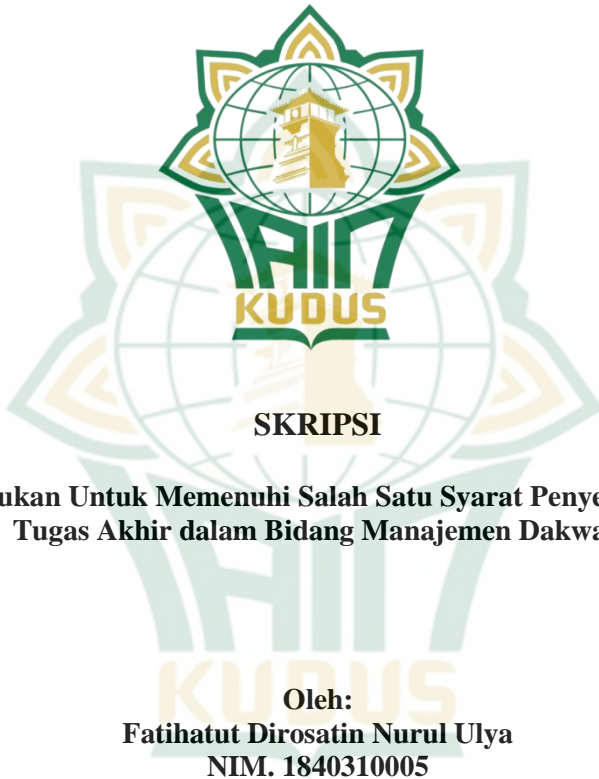 IAIN
KUDUS
SKRIPSI
ukan Untuk Memenuhi Salah Satu Syarat Penye
Tugas Akhir dalam Bidang Manajemen Dakwa
Oleh:
Fatihatut Dirosatin Nurul Ulya
NIM. 1840310005